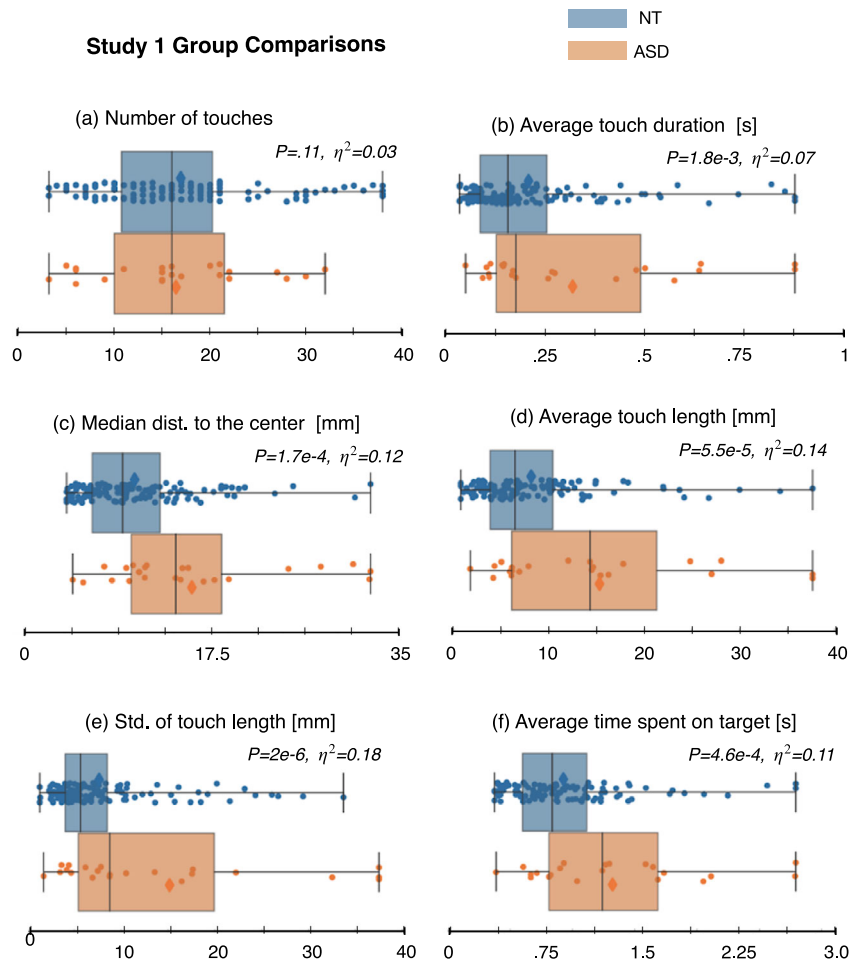 NT
Study 1 Group Comparisons
ASD
(a) Number of touches
P=.11, η²=0.03
(b) Average touch duration [s]
P=1.8e-3, η²=0.07
0 10 20 30 40
0 .25 .5 .75 1
(c) Median dist. to the center [mm]
P=1.7e-4, η²=0.12
(d) Average touch length [mm]
P=5.5e-5, η²=0.14
0 17.5 35
0 10 20 30 40
(e) Std. of touch length [mm]
P=2e-6, η²=0.18
(f) Average time spent on target [s]
P=4.6e-4, η²=0.11
0 10 20 30 40
0 .75 1.5 2.25 3.0